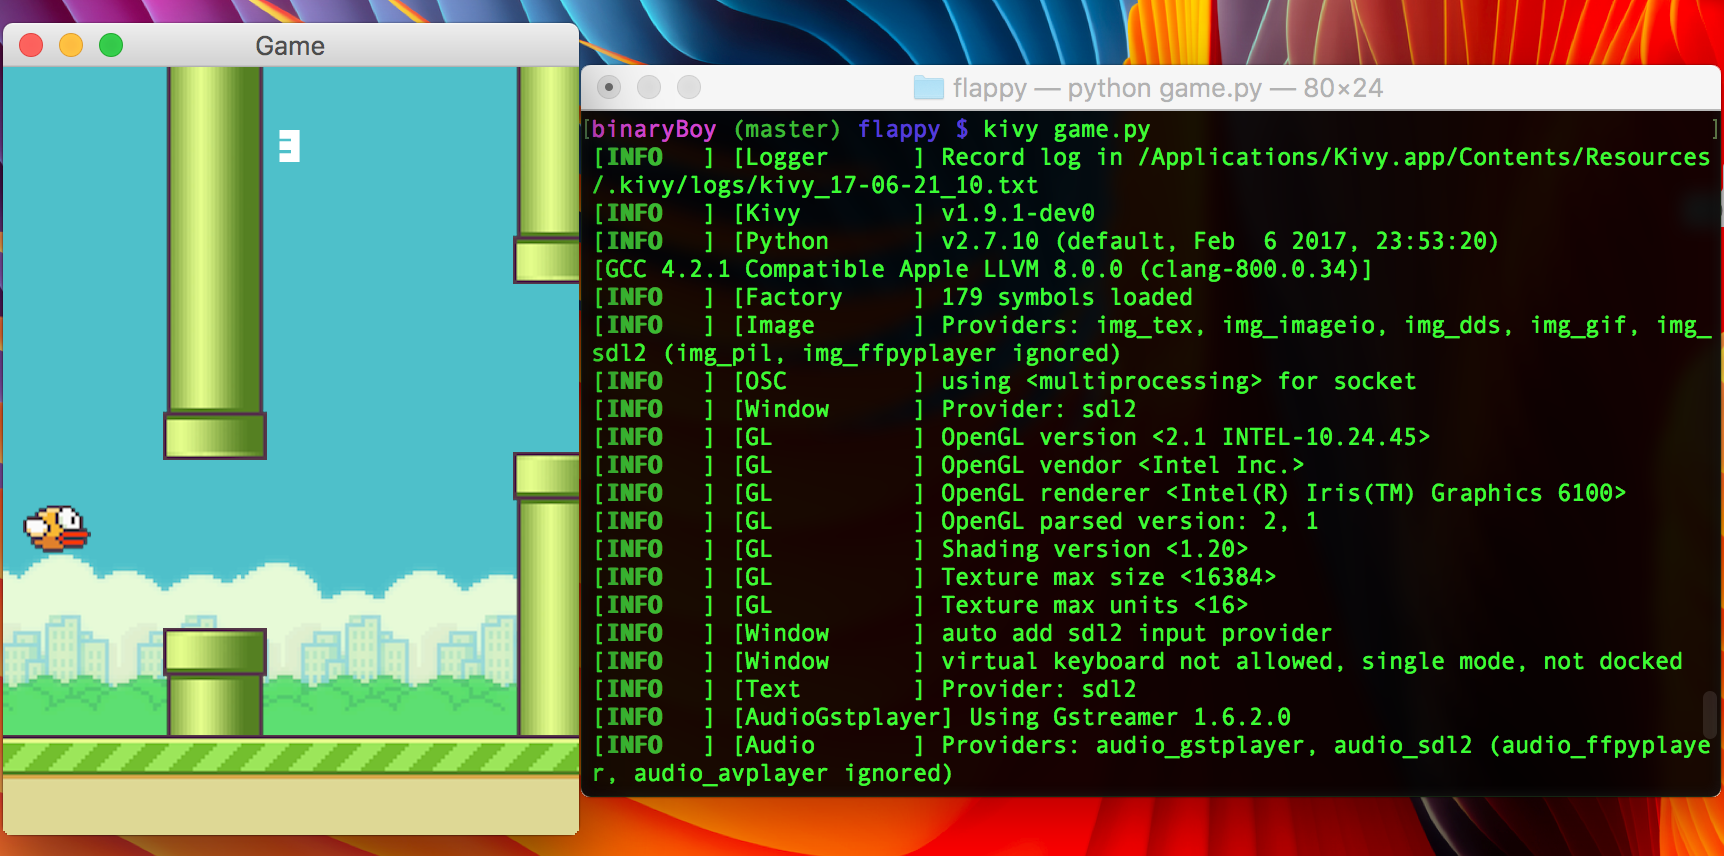 Game
3
flappy — python game.py — 80×24
[binaryBoy (master) flappy $ kivy game.py ]
[INFO   ] [Logger      ] Record log in /Applications/Kivy.app/Contents/Resources
/.kivy/logs/kivy_17-06-21_10.txt
[INFO   ] [Kivy        ] v1.9.1-dev0
[INFO   ] [Python      ] v2.7.10 (default, Feb  6 2017, 23:53:20)
[GCC 4.2.1 Compatible Apple LLVM 8.0.0 (clang-800.0.34)]
[INFO   ] [Factory     ] 179 symbols loaded
[INFO   ] [Image       ] Providers: img_tex, img_imageio, img_dds, img_gif, img_
sdl2 (img_pil, img_ffpyplayer ignored)
[INFO   ] [OSC         ] using <multiprocessing> for socket
[INFO   ] [Window      ] Provider: sdl2
[INFO   ] [GL          ] OpenGL version <2.1 INTEL-10.24.45>
[INFO   ] [GL          ] OpenGL vendor <Intel Inc.>
[INFO   ] [GL          ] OpenGL renderer <Intel(R) Iris(TM) Graphics 6100>
[INFO   ] [GL          ] OpenGL parsed version: 2, 1
[INFO   ] [GL          ] Shading version <1.20>
[INFO   ] [GL          ] Texture max size <16384>
[INFO   ] [GL          ] Texture max units <16>
[INFO   ] [Window      ] auto add sdl2 input provider
[INFO   ] [Window      ] virtual keyboard not allowed, single mode, not docked
[INFO   ] [Text        ] Provider: sdl2
[INFO   ] [AudioGstplayer] Using Gstreamer 1.6.2.0
[INFO   ] [Audio       ] Providers: audio_gstplayer, audio_sdl2 (audio_ffpyplaye
r, audio_avplayer ignored)